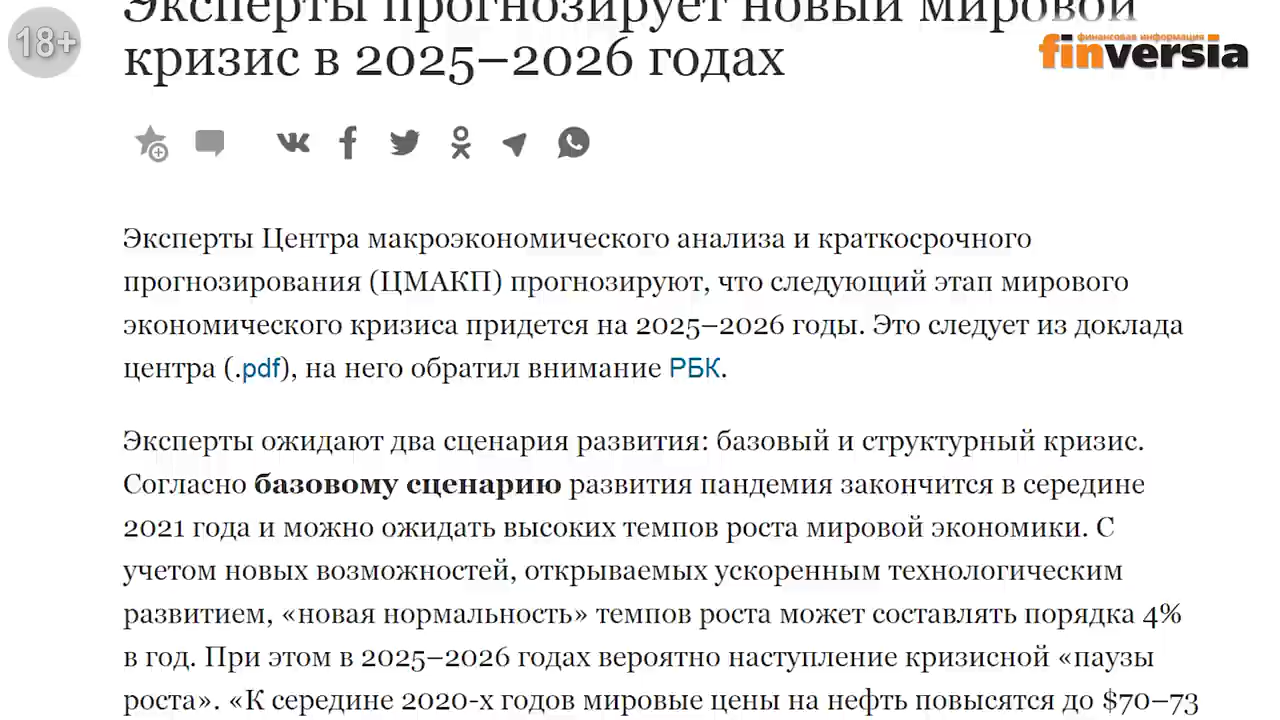 Эксперты прогнозирует новый мировой
кризис в 2025–2026 годах
18+
финансовая информация
finversia
Эксперты Центра макроэкономического анализа и краткосрочного
прогнозирования (ЦМАКП) прогнозируют, что следующий этап мирового
экономического кризиса придется на 2025–2026 годы. Это следует из доклада
центра (.pdf), на него обратил внимание РБК.
Эксперты ожидают два сценария развития: базовый и структурный кризис.
Согласно базовому сценарию развития пандемия закончится в середине
2021 года и можно ожидать высоких темпов роста мировой экономики. С
учетом новых возможностей, открываемых ускоренным технологическим
развитием, «новая нормальность» темпов роста может составлять порядка 4%
в год. При этом в 2025–2026 годах вероятно наступление кризисной «паузы
роста». «К середине 2020-х годов мировые цены на нефть повысятся до $70–73